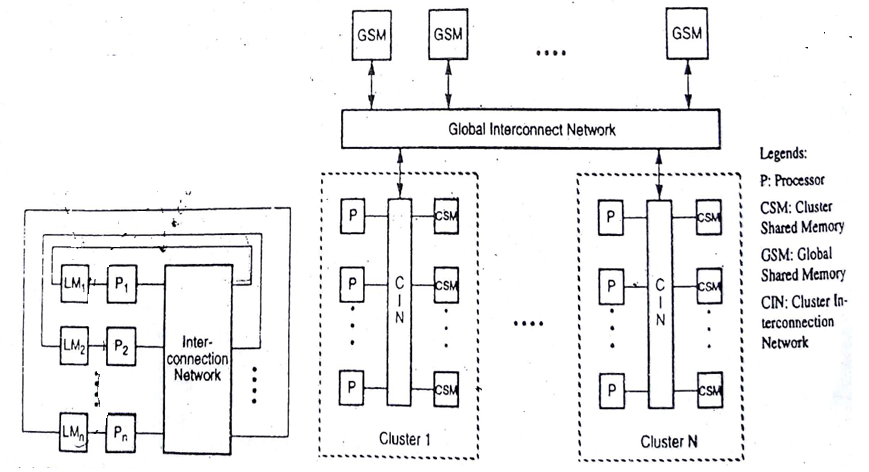 GSM GSM GSM
Global Interconnect Network
Legends:
P: Processor
CSM: Cluster
Shared Memory
GSM: Global
Shared Memory
CIN: Cluster In-
terconnection
Network
LM1 P1
LM2 P2
LMn Pn
Inter-
connection
Network
P CSM
P CSM
P CSM
C
I
N
Cluster 1
P CSM
P CSM
P CSM
C
I
N
Cluster N